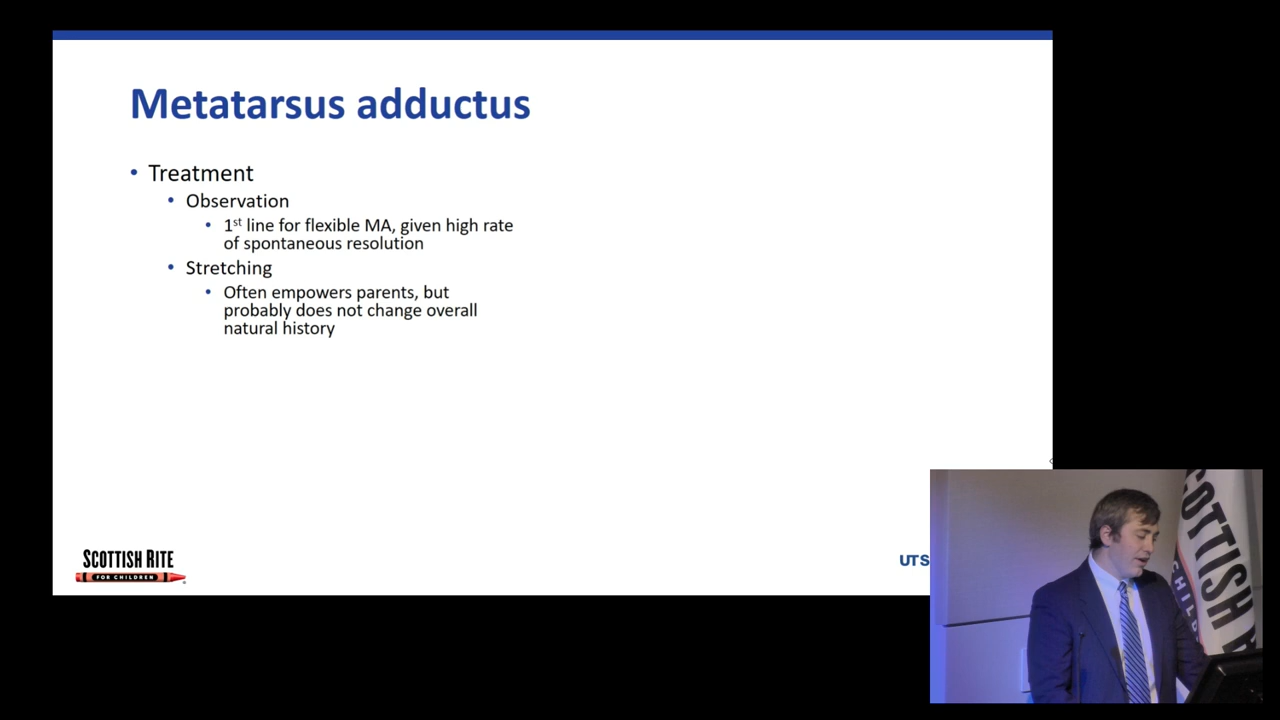 Metatarsus adductus
• Treatment
• Observation
• 1st line for flexible MA, given high rate
of spontaneous resolution
• Stretching
• Often empowers parents, but
probably does not change overall
natural history
SCOTTISH RITE
FOR CHILDREN
UTS